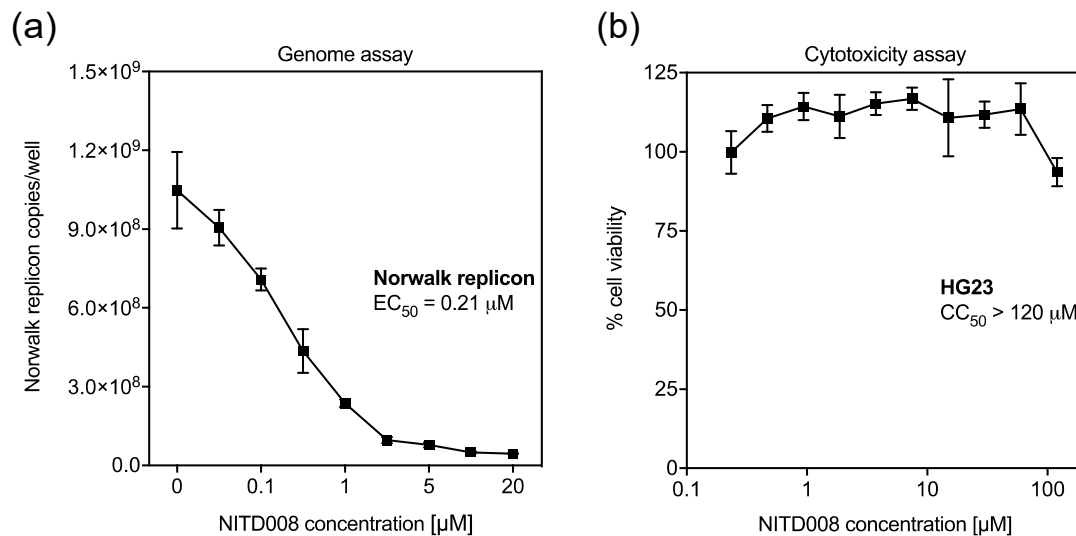 (a)
Genome assay
Norwalk replicon copies/well
1.5×10⁹
1.2×10⁹
9.0×10⁸
6.0×10⁸
3.0×10⁸
0.0
Norwalk replicon
EC₅₀ = 0.21 μM
0
0.1
1
5
20
NITD008 concentration [μM]
(b)
Cytotoxicity assay
% cell viability
125
100
75
50
25
0
HG23
CC₅₀ > 120 μM
0.1
1
10
100
NITD008 concentration [μM]